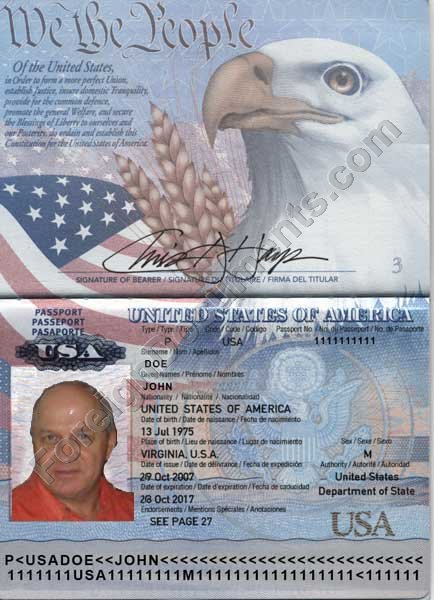 We the People
Of the United States,
in Order to form a more perfect Union,
establish Justice, insure domestic Tranquility,
provide for the common defence,
promote the general Welfare, and secure
the Blessings of Liberty to ourselves and
our Posterity, do ordain and establish this
Constitution for the United States of America.
SIGNATURE OF BEARER / SIGNATURE DU TITULAIRE / FIRMA DEL TITULAR
3
PASSPORT
PASSEPORT
PASAPORTE
USA
UNITED STATES OF AMERICA
Type / Type / Tipo Code / Code / Codigo Passport No. / No. du Passeport / No. de Pasaporte
P USA 1111111111
Surname / Nom / Apellidos
DOE
Given Names / Prénoms / Nombres
JOHN
Nationality / Nationalité / Nacionalidad
UNITED STATES OF AMERICA
Date of birth / Date de naissance / Fecha de nacimiento
13 Jul 1975
Place of birth / Lieu de naissance / Lugar de nacimiento Sex / Sexe / Sexo
VIRGINIA, U.S.A. M
Date of issue / Date de délivrance / Fecha de expedición Authority / Autorité / Autoridad
29 Oct 2007 United States
Date of expiration / Date d'expiration / Fecha de caducidad Department of State
28 Oct 2017
Endorsements / Mentions Spéciales / Anotaciones
SEE PAGE 27
USA
P<USADOE<<JOHN<<<<<<<<<<<<<<<<<<<<<<<<<<<<
1111111USA11111111M1111111111111111111<111111